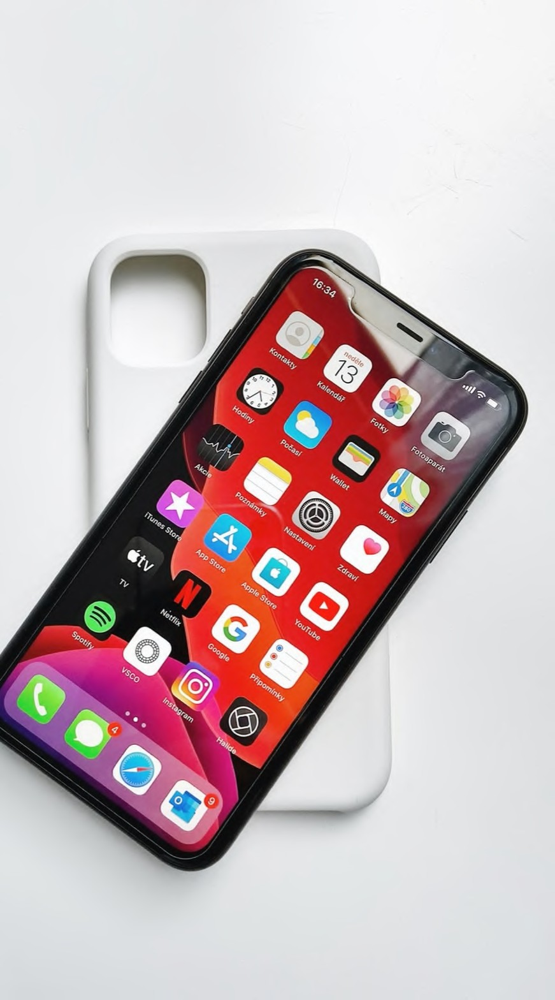 16:34
neděle
13
Kontakty
Kalendář
Fotky
Fotoaparát
Hodiny
Počasí
Wallet
280
Mapy
Akcie
Poznámky
Nastavení
Zdraví
iTunes Store
App Store
Apple Store
YouTube
tv
TV
N
Netflix
G
Google
Připomínky
Spotify
VSCO
Instagram
Halide
4
O
9